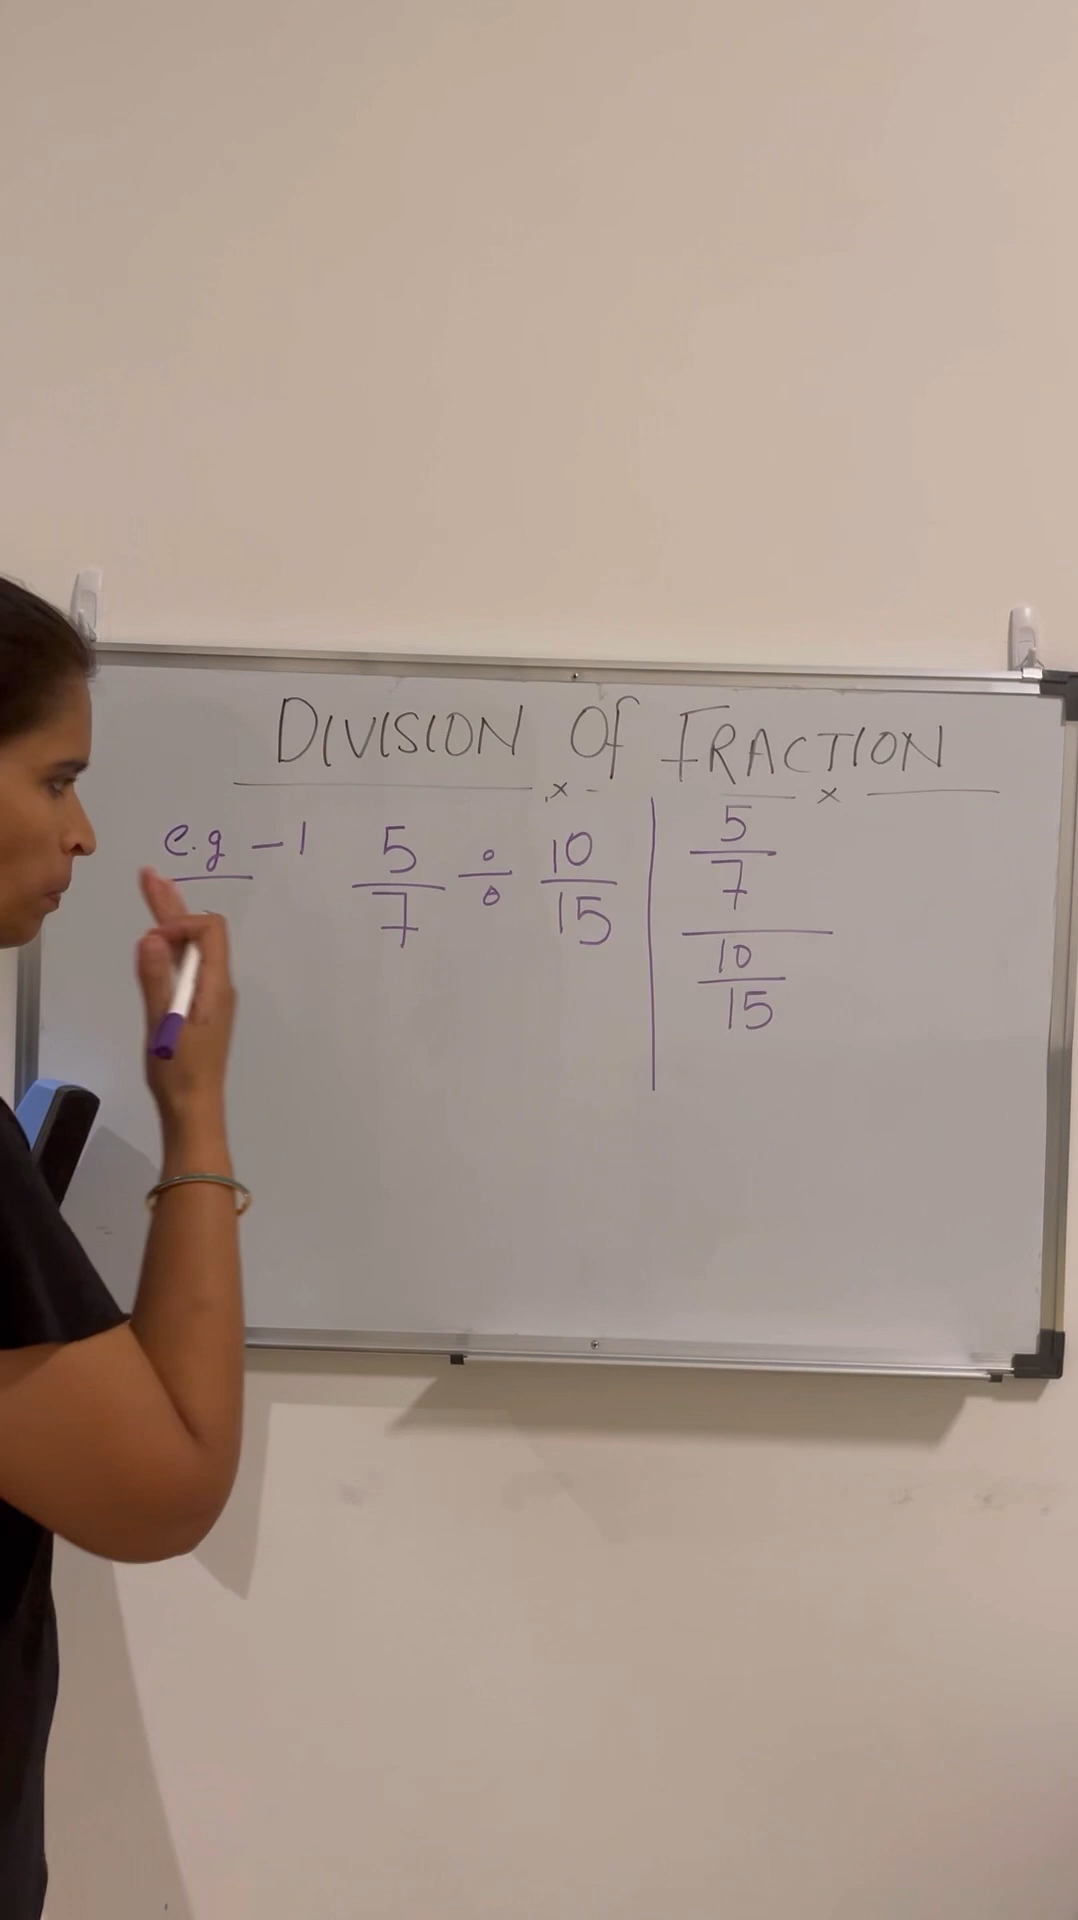 DIVISION Of FRACTION
x - x
e.g - 1 5/7 ÷ 10/15
5
7
10
15